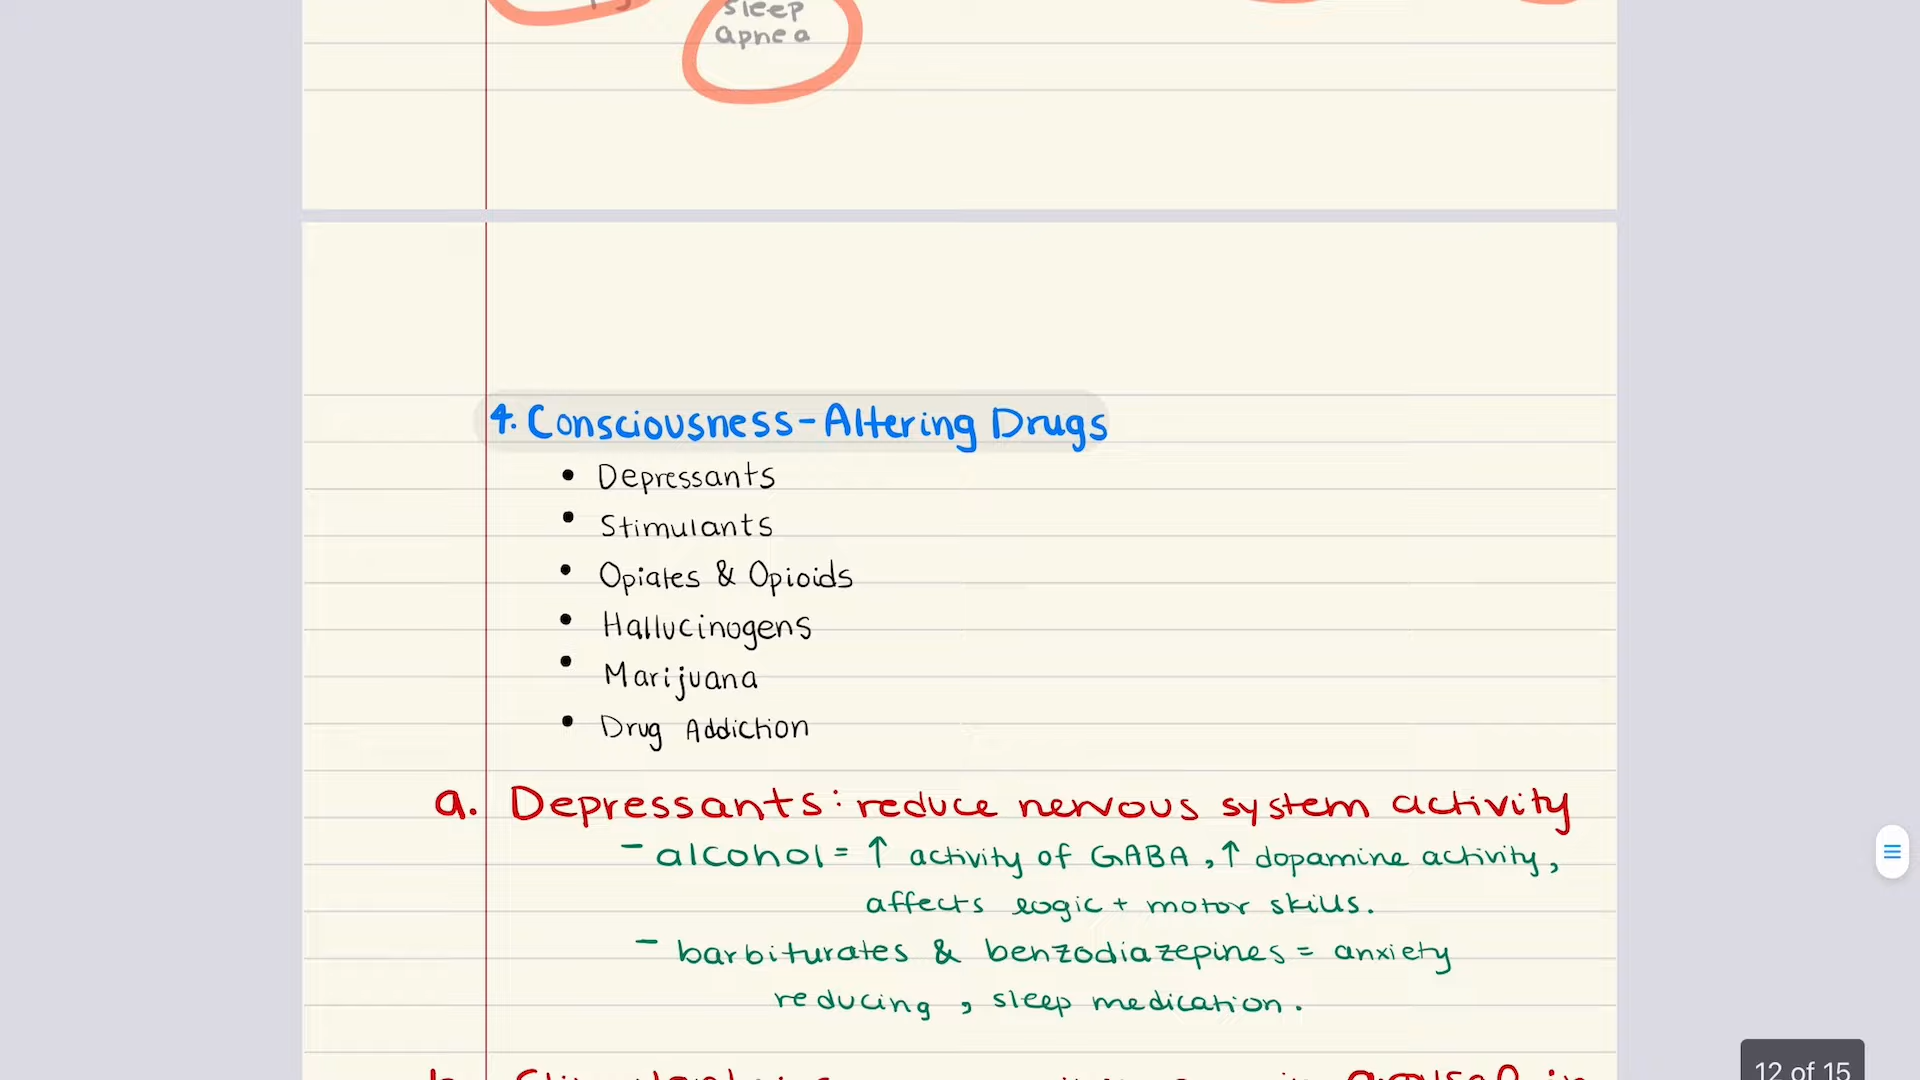 sleep
apnea
4. Consciousness-Altering Drugs
• Depressants
• Stimulants
• Opiates & Opioids
• Hallucinogens
• Marijuana
• Drug Addiction
a. Depressants: reduce nervous system activity
- alcohol = ↑ activity of GABA, ↑ dopamine activity,
affects logic + motor skills.
- barbiturates & benzodiazepines = anxiety
reducing, sleep medication.
12 of 15